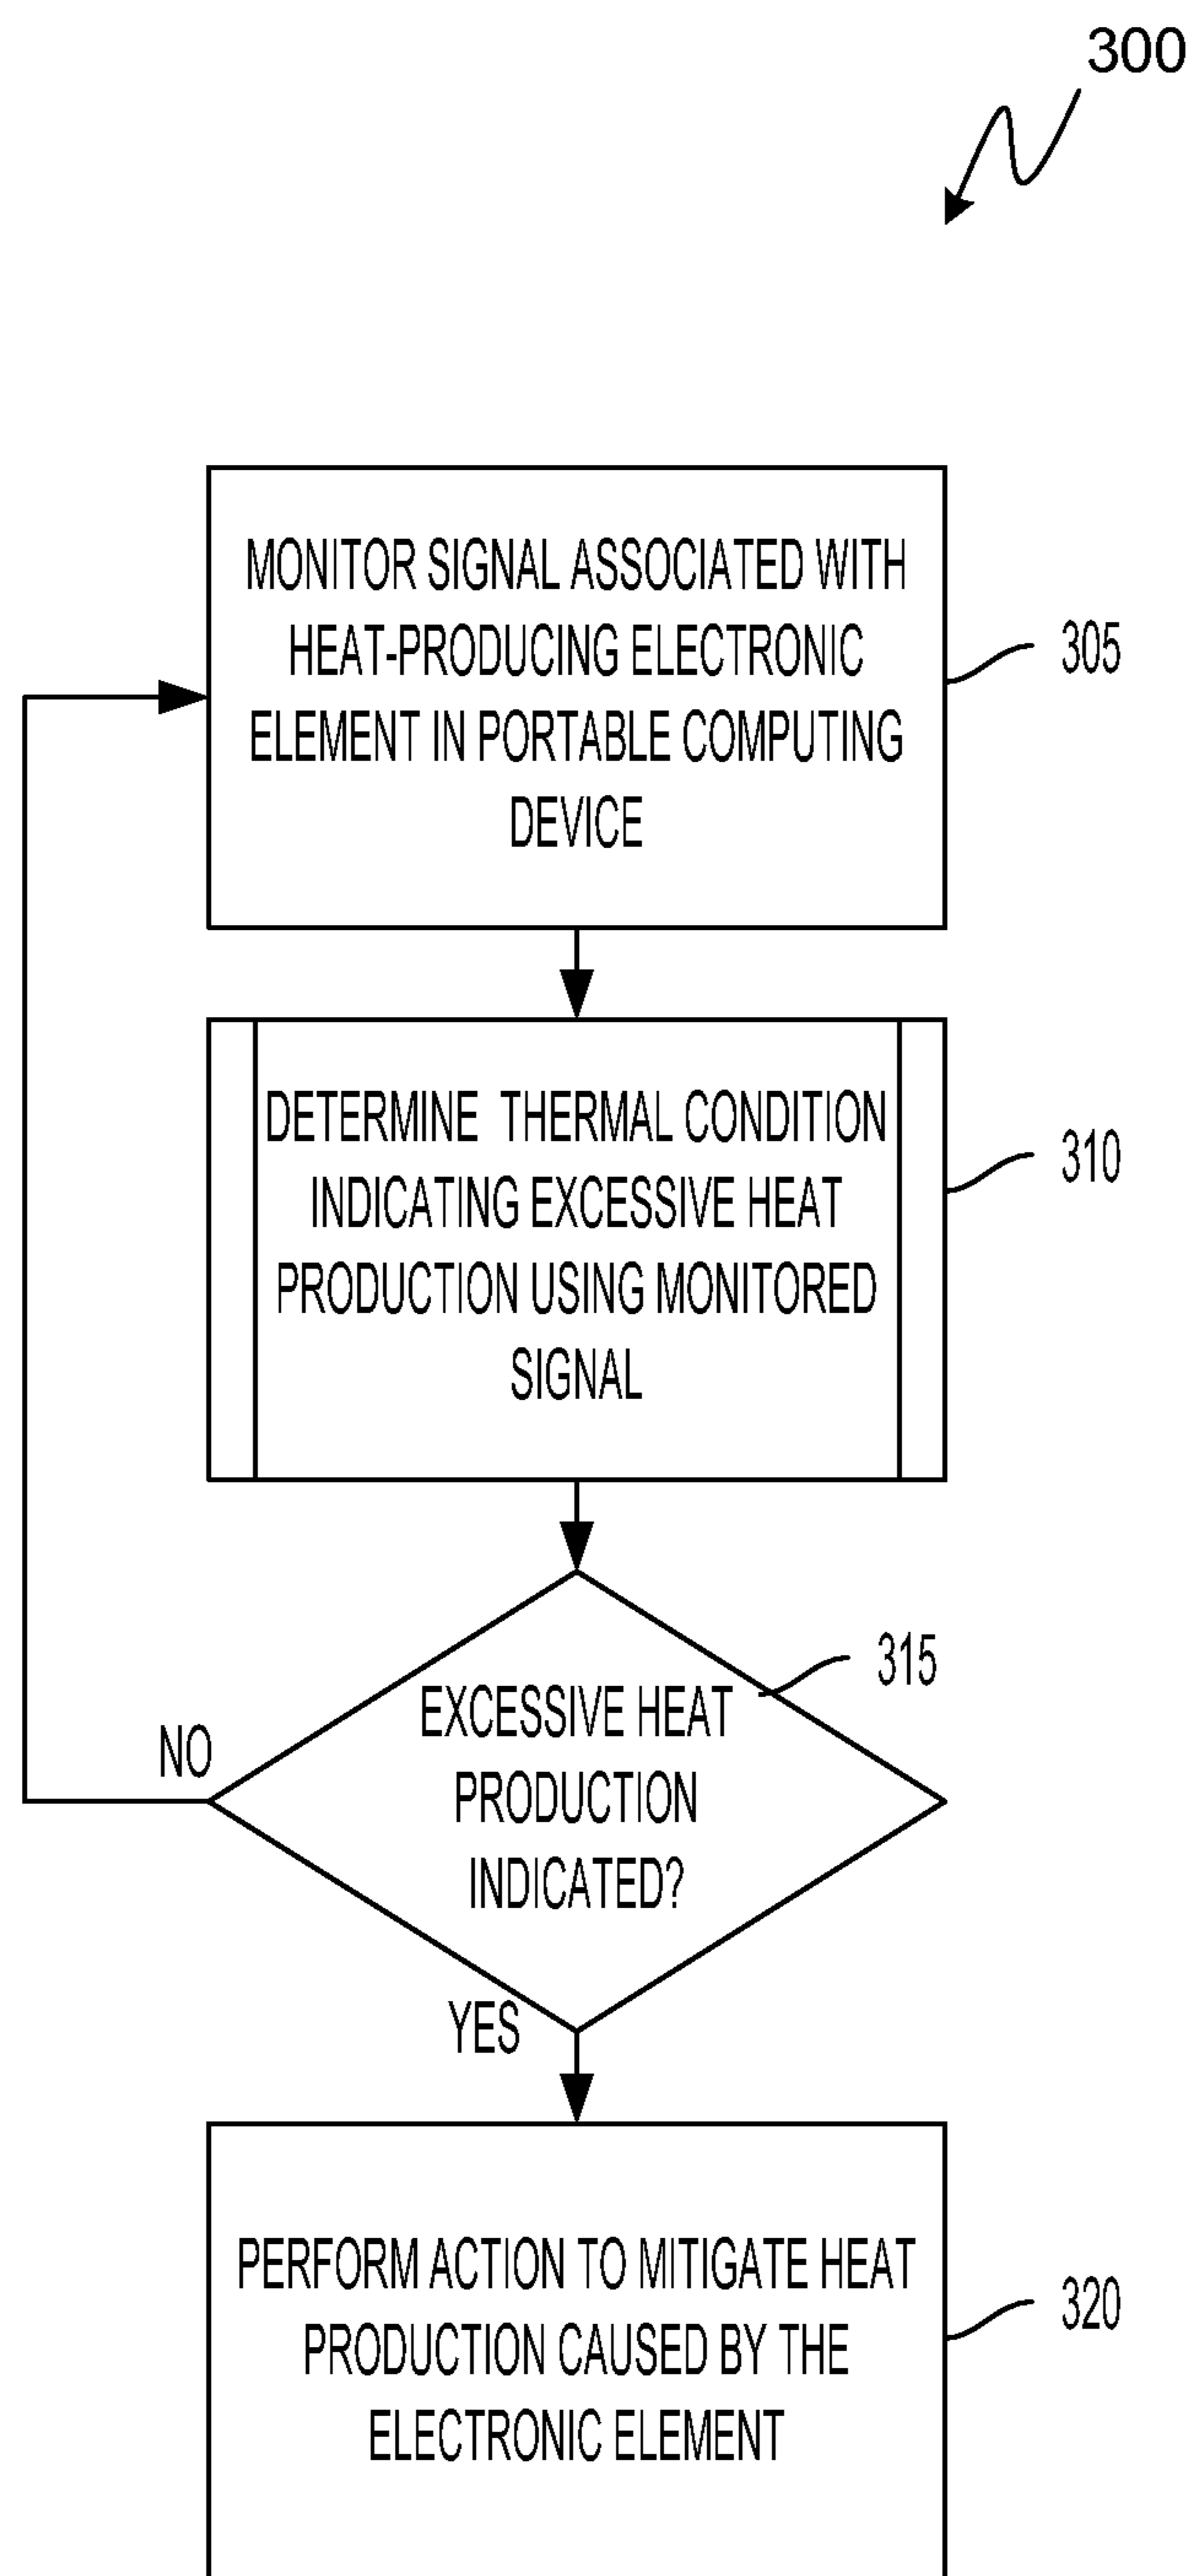 300
MONITOR SIGNAL ASSOCIATED WITH
HEAT-PRODUCING ELECTRONIC
ELEMENT IN PORTABLE COMPUTING
DEVICE
305
DETERMINE THERMAL CONDITION
INDICATING EXCESSIVE HEAT
PRODUCTION USING MONITORED
SIGNAL
310
EXCESSIVE HEAT
PRODUCTION
INDICATED?
315
NO
YES
PERFORM ACTION TO MITIGATE HEAT
PRODUCTION CAUSED BY THE
ELECTRONIC ELEMENT
320